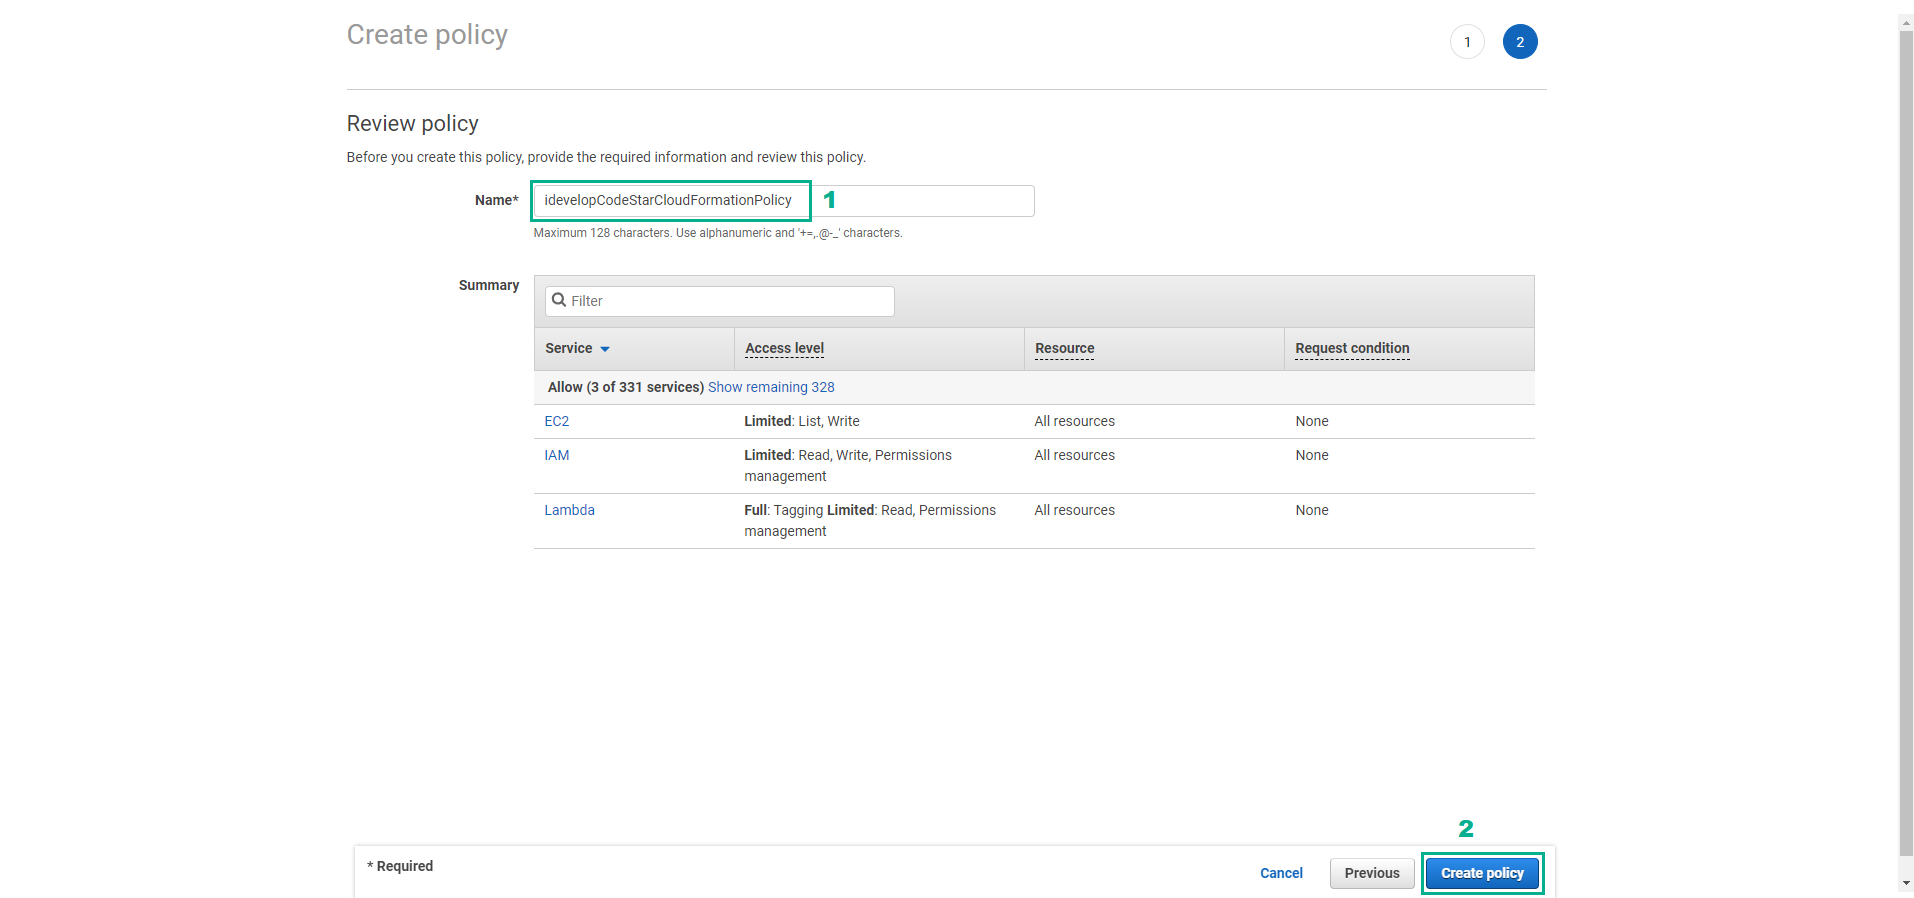 Create policy
1 2
Review policy
Before you create this policy, provide the required information and review this policy.
Name* idevelopCodeStarCloudFormationPolicy 1
Maximum 128 characters. Use alphanumeric and '+=,.@-_' characters.
Summary
Filter
Service Access level Resource Request condition
Allow (3 of 331 services) Show remaining 328
EC2 Limited: List, Write All resources None
IAM Limited: Read, Write, Permissions All resources None
management
Lambda Full: Tagging Limited: Read, Permissions All resources None
management
2
* Required
Cancel Previous Create policy